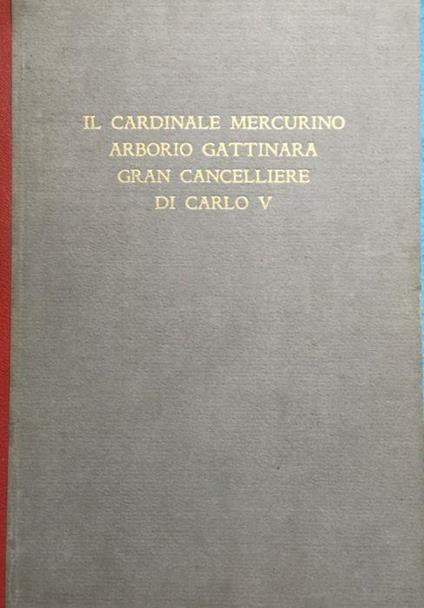 IL CARDINALE MERCURINO
ARBORIO GATTINARA
GRAN CANCELLIERE
DI CARLO V